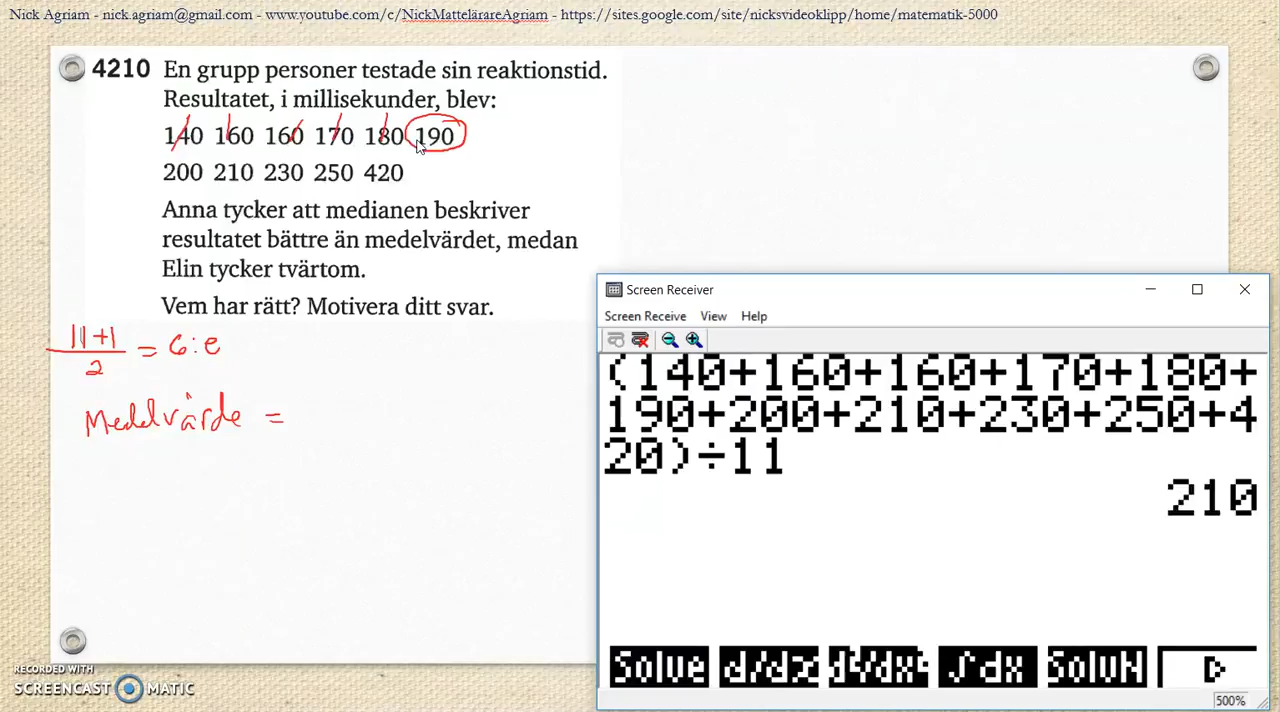 Nick Agriam - nick.agriam@gmail.com - www.youtube.com/c/NickMattelärareAgriam - https://sites.google.com/site/nicksvideoklipp/home/matematik-5000
4210 En grupp personer testade sin reaktionstid.
Resultatet, i millisekunder, blev:
140 160 160 170 180 190
200 210 230 250 420
Anna tycker att medianen beskriver
resultatet bättre än medelvärdet, medan
Elin tycker tvärtom.
Vem har rätt? Motivera ditt svar.
11+1
2
= 6:e
Medelvärde =
Screen Receiver
Screen Receive View Help
(140+160+160+170+180+
190+200+210+230+250+4
20)÷11
210
Solve d/dx d²/dx² ∫dx SolvN ▷
500%
RECORDED WITH
SCREENCAST MATIC